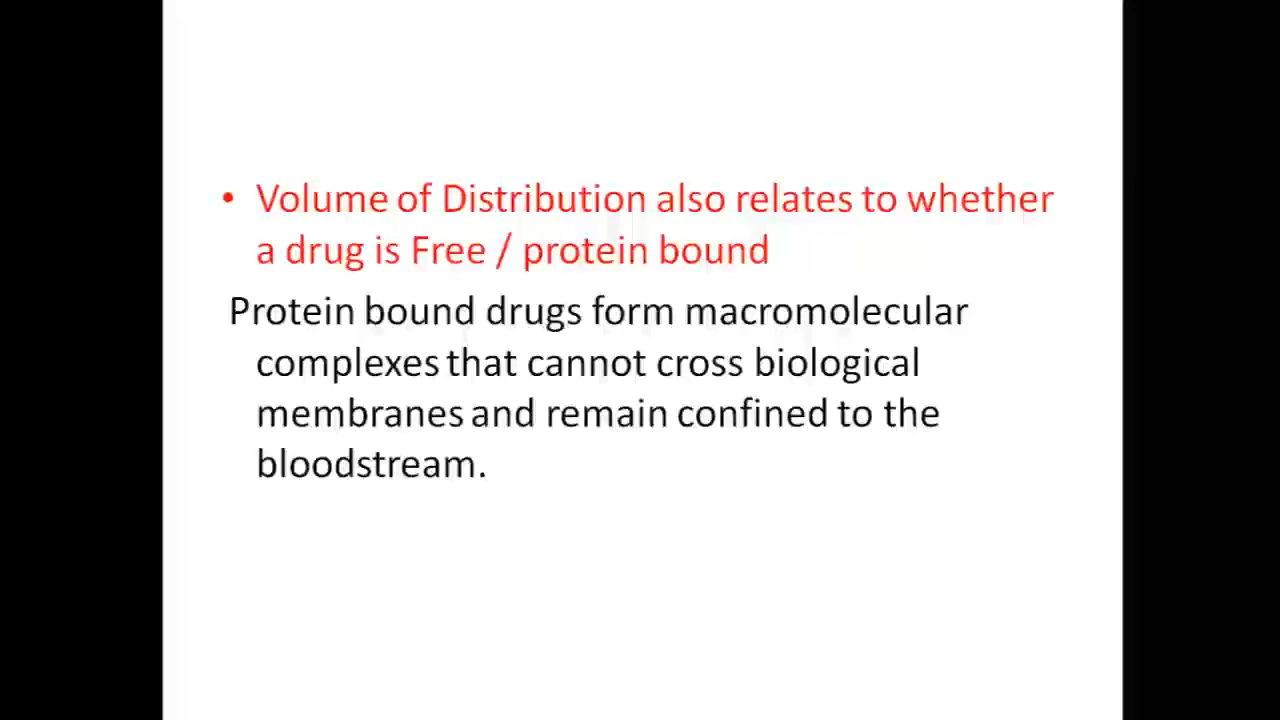 • Volume of Distribution also relates to whether
a drug is Free / protein bound
Protein bound drugs form macromolecular
complexes that cannot cross biological
membranes and remain confined to the
bloodstream.